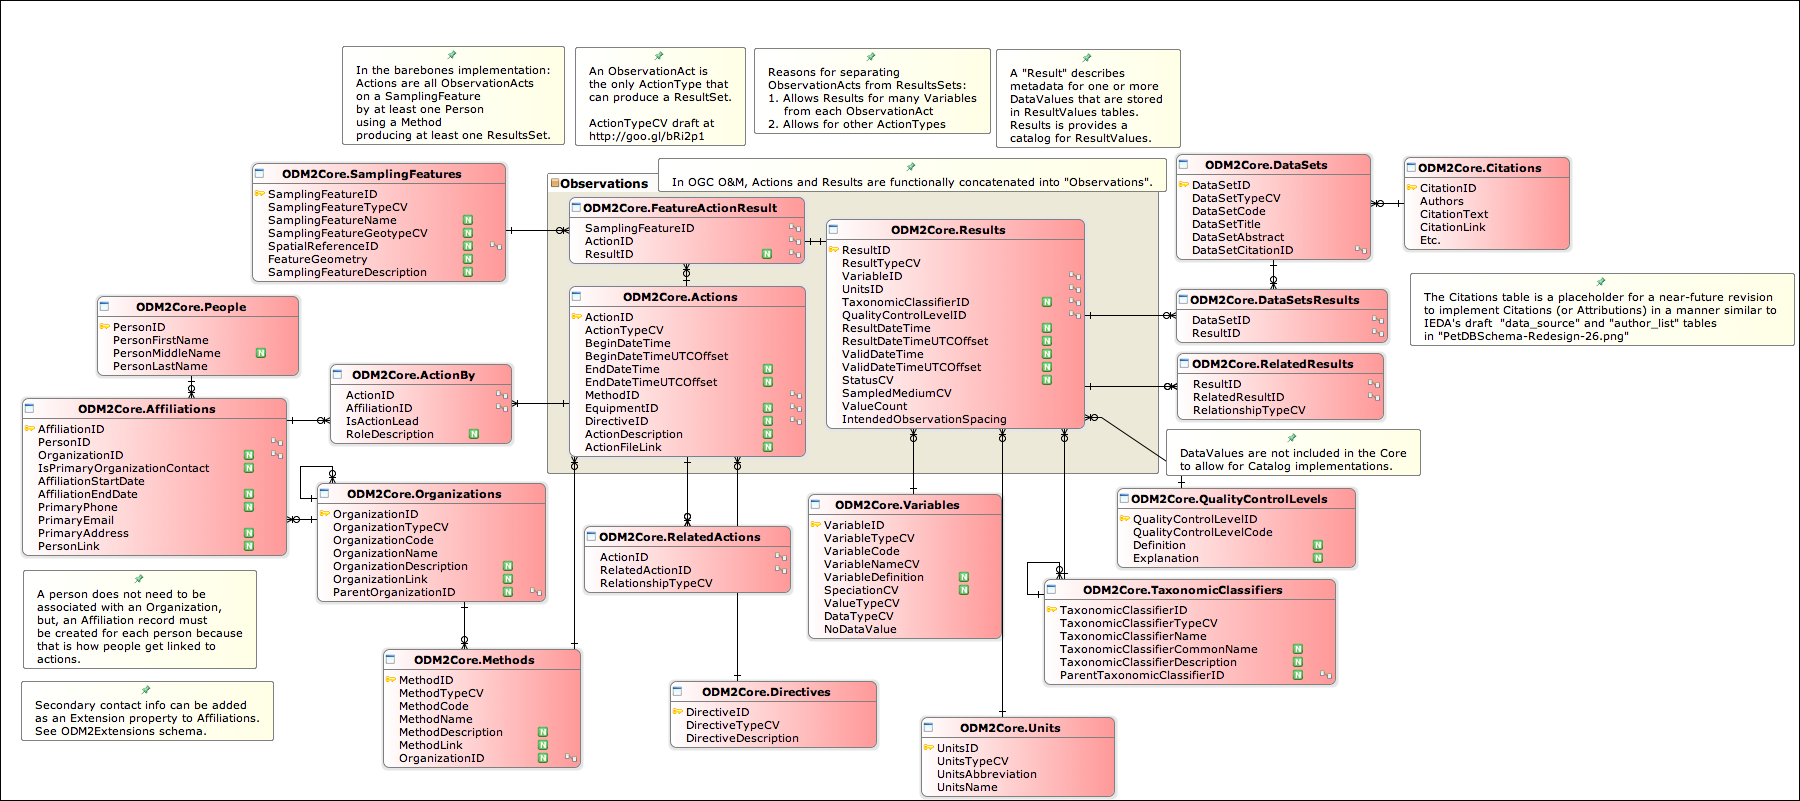 In the barebones implementation:
Actions are all ObservationActs
on a SamplingFeature
by at least one Person
using a Method
producing at least one ResultsSet.
An ObservationAct is
the only ActionType that
can produce a ResultSet.
ActionTypeCV draft at
http://goo.gl/bRi2p1
Reasons for separating
ObservationActs from ResultsSets:
1. Allows Results for many Variables
from each ObservationAct
2. Allows for other ActionTypes
A "Result" describes
metadata for one or more
DataValues that are stored
in ResultValues tables.
Results is provides a
catalog for ResultValues.
ODM2Core.SamplingFeatures
SamplingFeatureID
SamplingFeatureTypeCV
SamplingFeatureName N
SamplingFeatureGeotypeCV N
SpatialReferenceID N
FeatureGeometry N
SamplingFeatureDescription N
Observations
In OGC O&M, Actions and Results are functionally concatenated into "Observations".
ODM2Core.FeatureActionResult
SamplingFeatureID
ActionID
ResultID N
ODM2Core.Results
ResultID
ResultTypeCV
VariableID
UnitsID
TaxonomicClassifierID N
QualityControlLevelID
ResultDateTime N
ResultDateTimeUTCOffset N
ValidDateTime N
ValidDateTimeUTCOffset N
StatusCV N
SampledMediumCV
ValueCount
IntendedObservationSpacing
ODM2Core.DataSets
DataSetID
DataSetTypeCV
DataSetCode
DataSetTitle
DataSetAbstract
DataSetCitationID
ODM2Core.Citations
CitationID
Authors
CitationText
CitationLink
Etc.
The Citations table is a placeholder for a near-future revision
to implement Citations (or Attributions) in a manner similar to
IEDA's draft "data_source" and "author_list" tables
in "PetDBSchema-Redesign-26.png"
ODM2Core.DataSetsResults
DataSetID
ResultID
ODM2Core.RelatedResults
ResultID
RelatedResultID
RelationshipTypeCV
DataValues are not included in the Core
to allow for Catalog implementations.
ODM2Core.People
PersonID
PersonFirstName
PersonMiddleName N
PersonLastName
ODM2Core.Actions
ActionID
ActionTypeCV
BeginDateTime
BeginDateTimeUTCOffset
EndDateTime N
EndDateTimeUTCOffset N
MethodID
EquipmentID N
DirectiveID N
ActionDescription N
ActionFileLink N
ODM2Core.ActionBy
ActionID
AffiliationID
IsActionLead
RoleDescription N
ODM2Core.Affiliations
AffiliationID
PersonID
OrganizationID N
IsPrimaryOrganizationContact N
AffiliationStartDate
AffiliationEndDate N
PrimaryPhone N
PrimaryEmail
PrimaryAddress N
PersonLink N
ODM2Core.Organizations
OrganizationID
OrganizationTypeCV
OrganizationCode
OrganizationName
OrganizationDescription N
OrganizationLink N
ParentOrganizationID N
A person does not need to be
associated with an Organization,
but, an Affiliation record must
be created for each person because
that is how people get linked to
actions.
Secondary contact info can be added
as an Extension property to Affiliations.
See ODM2Extensions schema.
ODM2Core.Methods
MethodID
MethodTypeCV
MethodCode
MethodName
MethodDescription N
MethodLink N
OrganizationID N
ODM2Core.RelatedActions
ActionID
RelatedActionID
RelationshipTypeCV
ODM2Core.Directives
DirectiveID
DirectiveTypeCV
DirectiveDescription
ODM2Core.Variables
VariableID
VariableTypeCV
VariableCode
VariableNameCV
VariableDefinition N
SpeciationCV N
ValueTypeCV
DataTypeCV
NoDataValue
ODM2Core.QualityControlLevels
QualityControlLevelID
QualityControlLevelCode
Definition N
Explanation N
ODM2Core.TaxonomicClassifiers
TaxonomicClassifierID
TaxonomicClassifierTypeCV
TaxonomicClassifierName
TaxonomicClassifierCommonName N
TaxonomicClassifierDescription N
ParentTaxonomicClassifierID N
ODM2Core.Units
UnitsID
UnitsTypeCV
UnitsAbbreviation
UnitsName